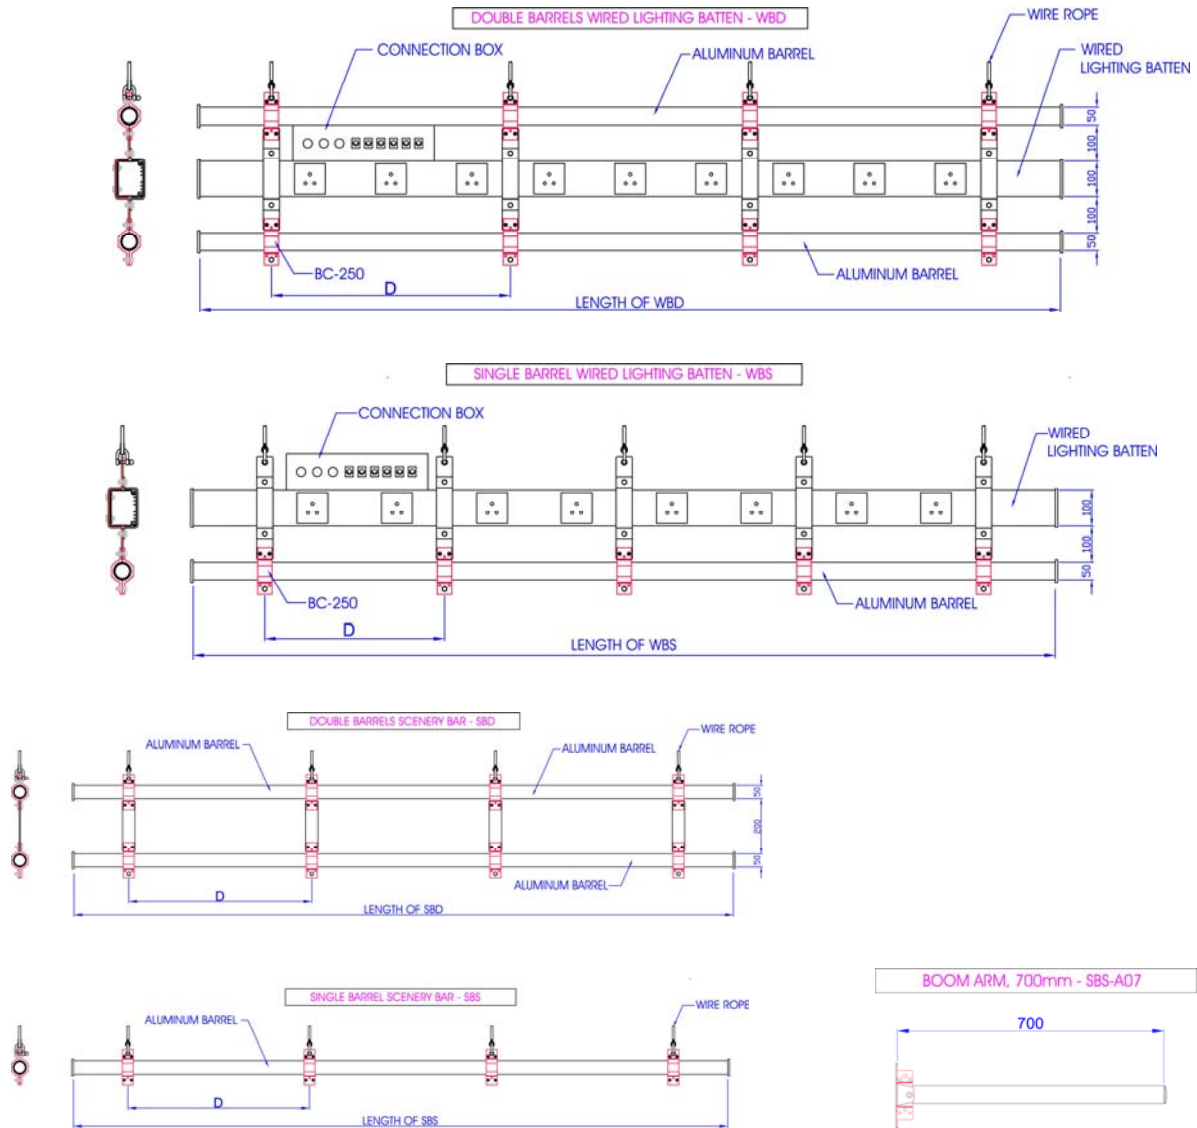 DOUBLE BARRELS WIRED LIGHTING BATTEN - WBD
WIRE ROPE
CONNECTION BOX
ALUMINUM BARREL
WIRED
LIGHTING BATTEN
50
100
100
100
50
BC-250
ALUMINUM BARREL
D
LENGTH OF WBD
SINGLE BARREL WIRED LIGHTING BATTEN - WBS
CONNECTION BOX
WIRED
LIGHTING BATTEN
100
100
50
BC-250
ALUMINUM BARREL
D
LENGTH OF WBS
DOUBLE BARRELS SCENERY BAR - SBD
ALUMINUM BARREL
ALUMINUM BARREL
WIRE ROPE
50
200
50
ALUMINUM BARREL
D
LENGTH OF SBD
SINGLE BARREL SCENERY BAR - SBS
ALUMINUM BARREL
WIRE ROPE
D
LENGTH OF SBS
BOOM ARM, 700mm - SBS-A07
700